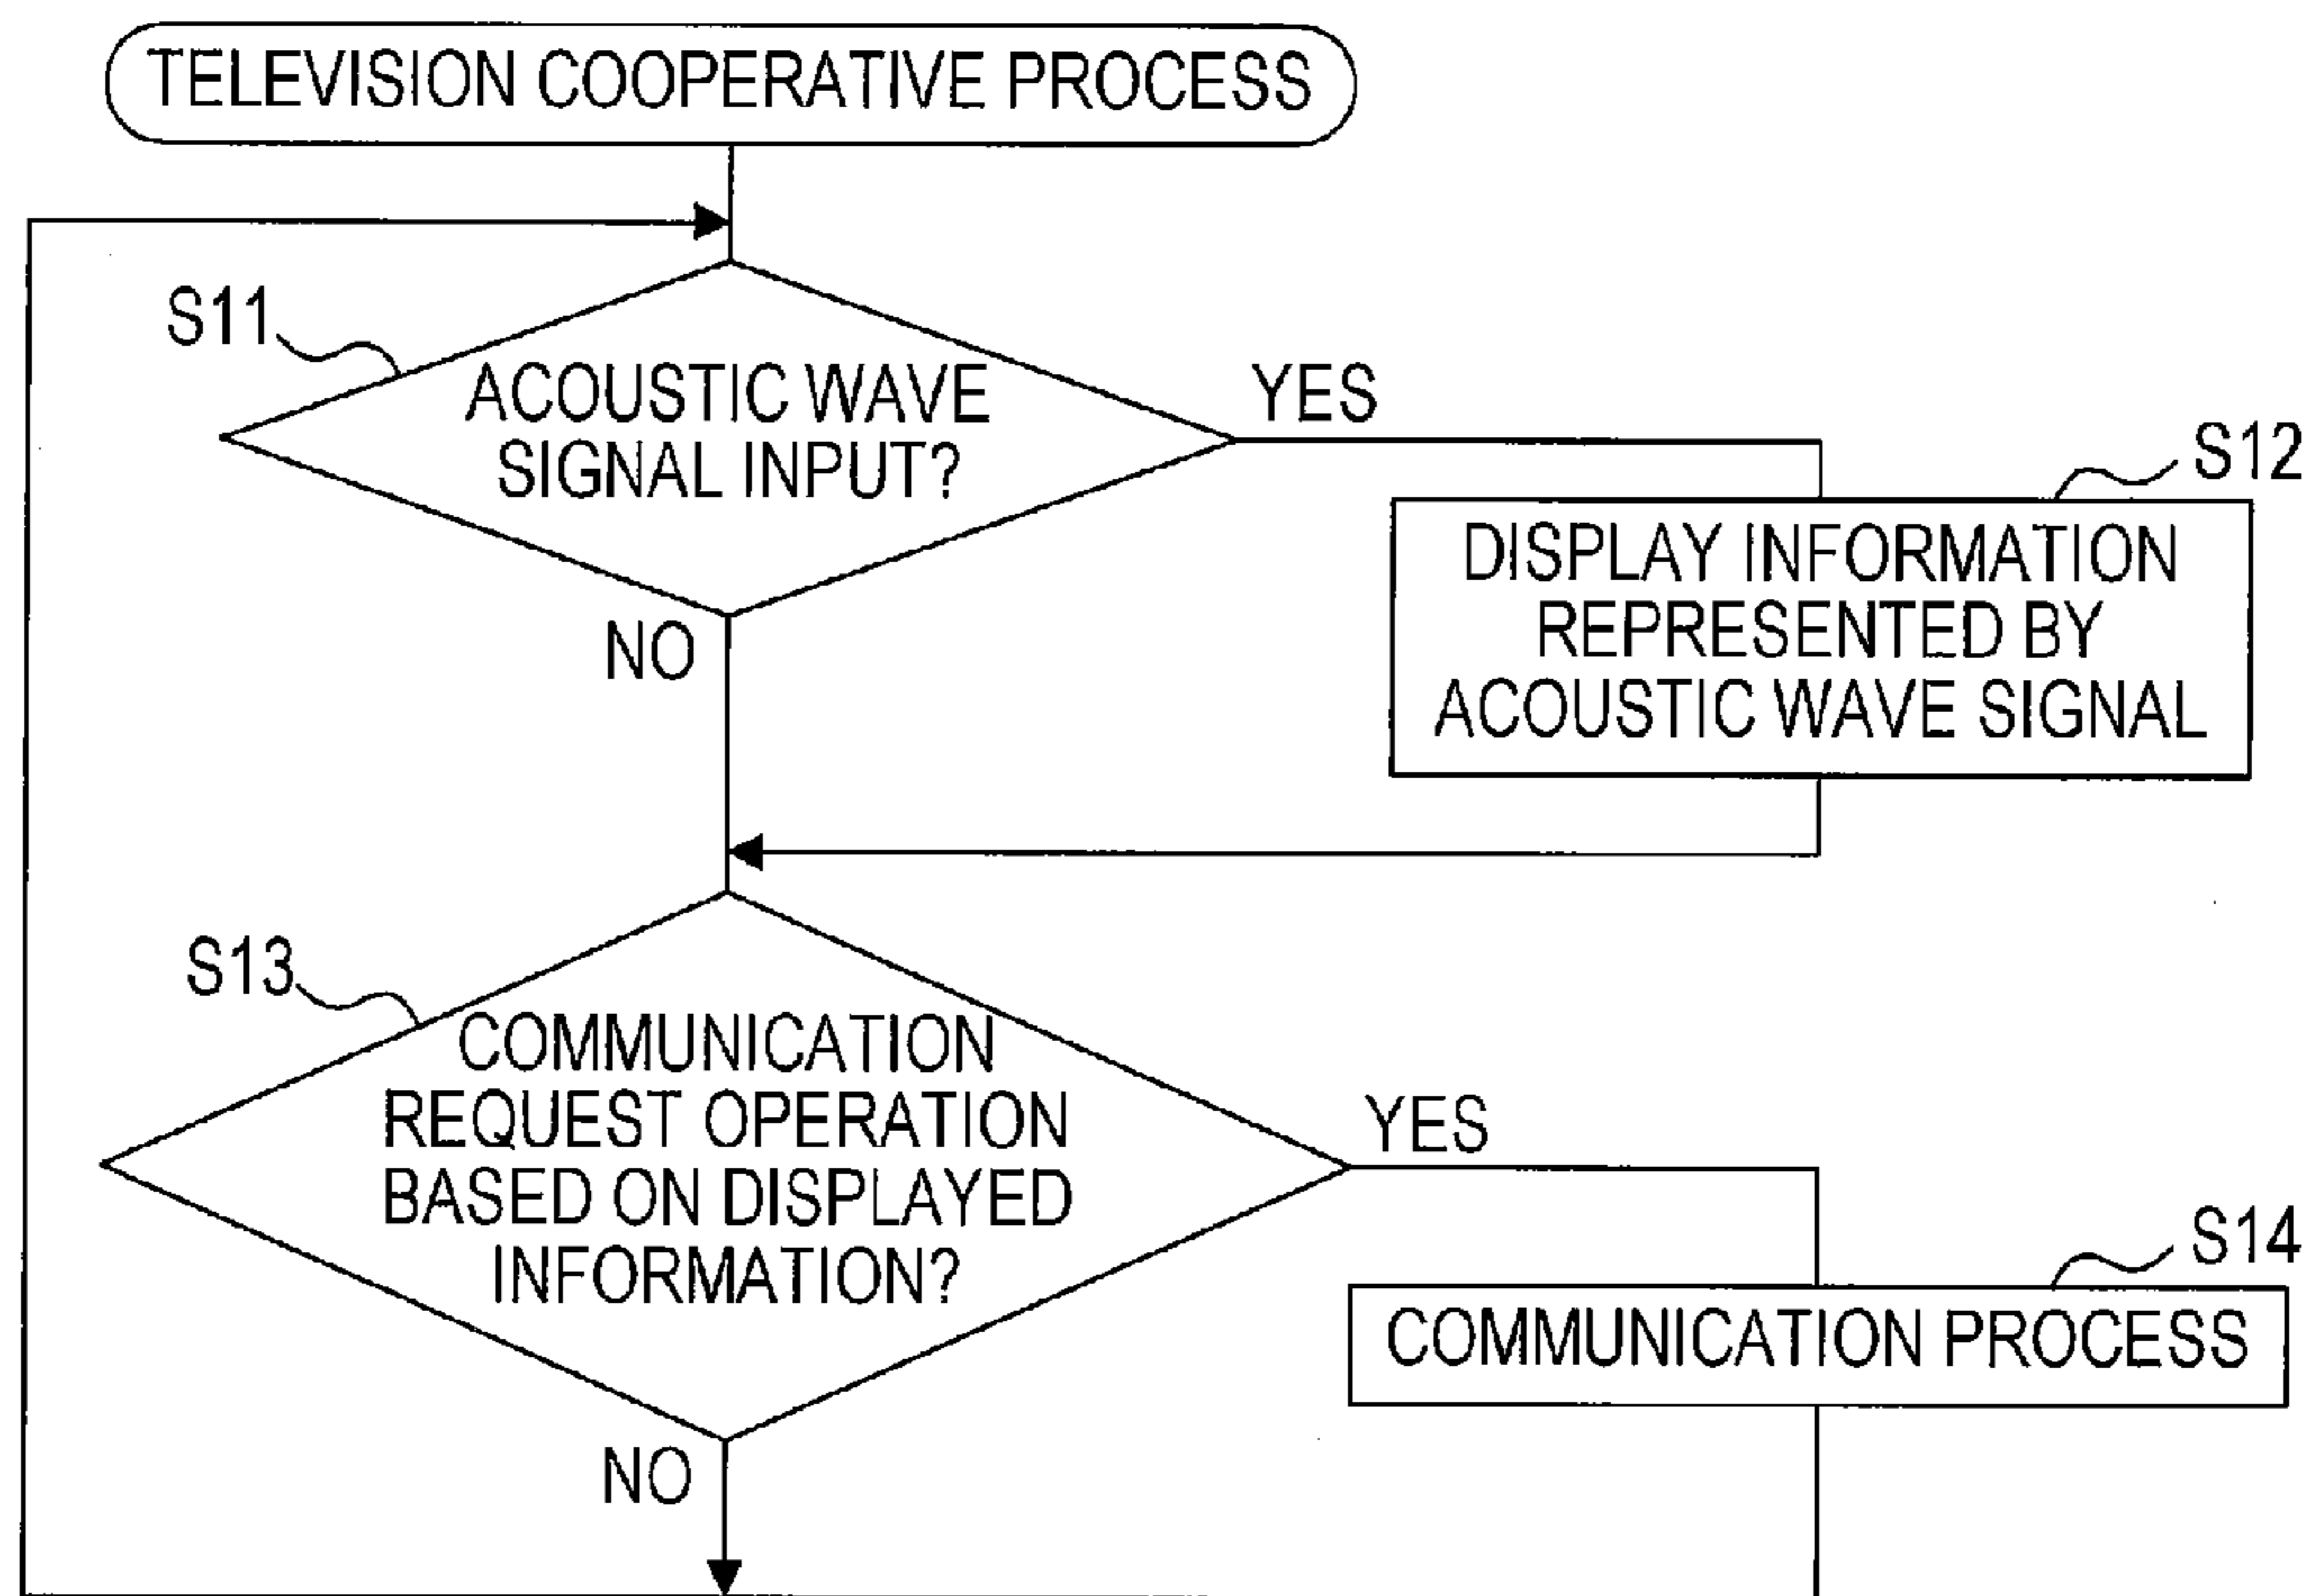 TELEVISION COOPERATIVE PROCESS
S11
ACOUSTIC WAVE
SIGNAL INPUT?
YES
NO
S12
DISPLAY INFORMATION
REPRESENTED BY
ACOUSTIC WAVE SIGNAL
S13
COMMUNICATION
REQUEST OPERATION
BASED ON DISPLAYED
INFORMATION?
YES
NO
S14
COMMUNICATION PROCESS